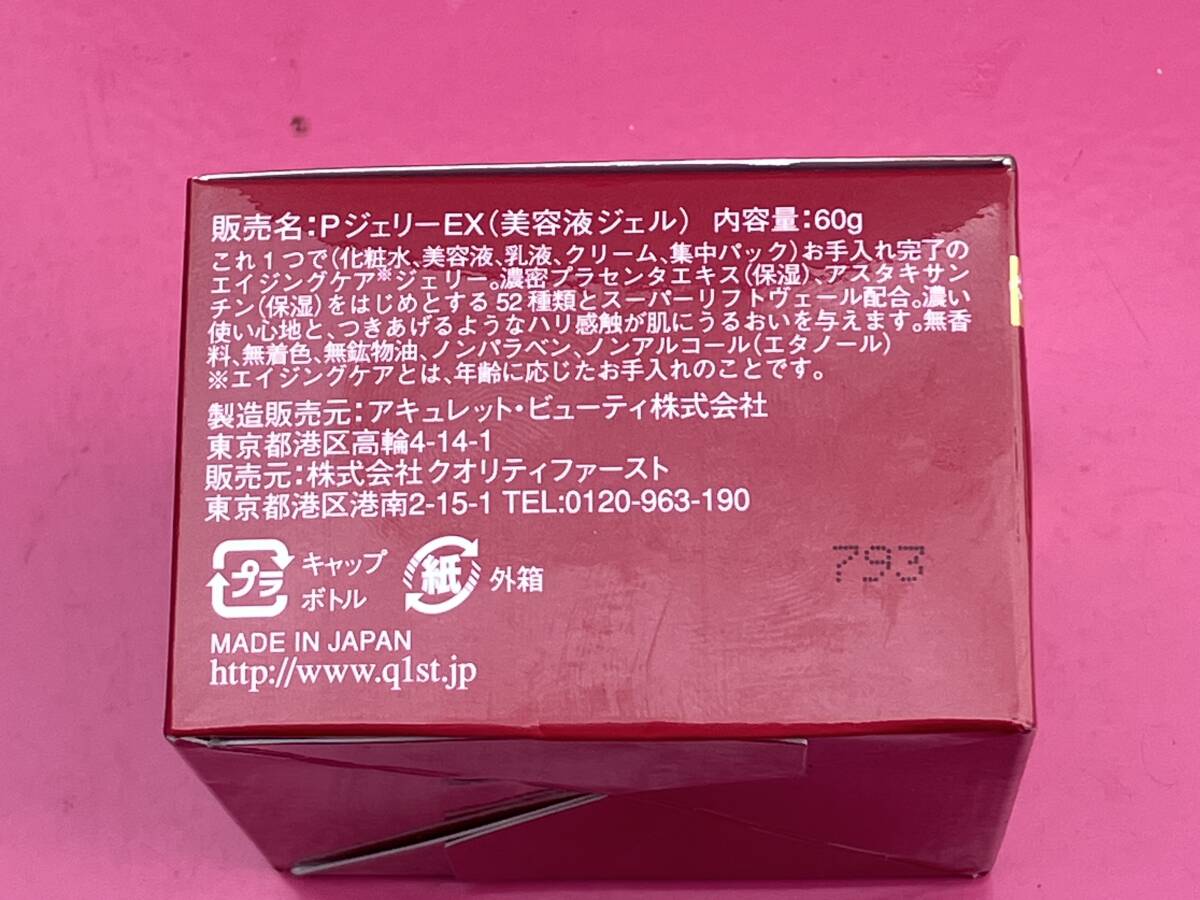 販売名:PジェリーEX(美容液ジェル) 内容量:60g
これ1つで(化粧水、美容液、乳液、クリーム、集中パック)お手入れ完了の
エイジングケア※ジェリー。濃密プラセンタエキス(保湿)、アスタキサン
チン(保湿)をはじめとする52種類とスーパーリフトヴェール配合。濃い
使い心地と、つきあげるようなハリ感触が肌にうるおいを与えます。無香
料、無着色、無鉱物油、ノンパラベン、ノンアルコール(エタノール)
※エイジングケアとは、年齢に応じたお手入れのことです。
製造販売元:アキュレット・ビューティ株式会社
東京都港区高輪4-14-1
販売元:株式会社クオリティファースト
東京都港区港南2-15-1 TEL:0120-963-190
プラ キャップ
ボトル
紙 外箱
793
MADE IN JAPAN
http://www.q1st.jp